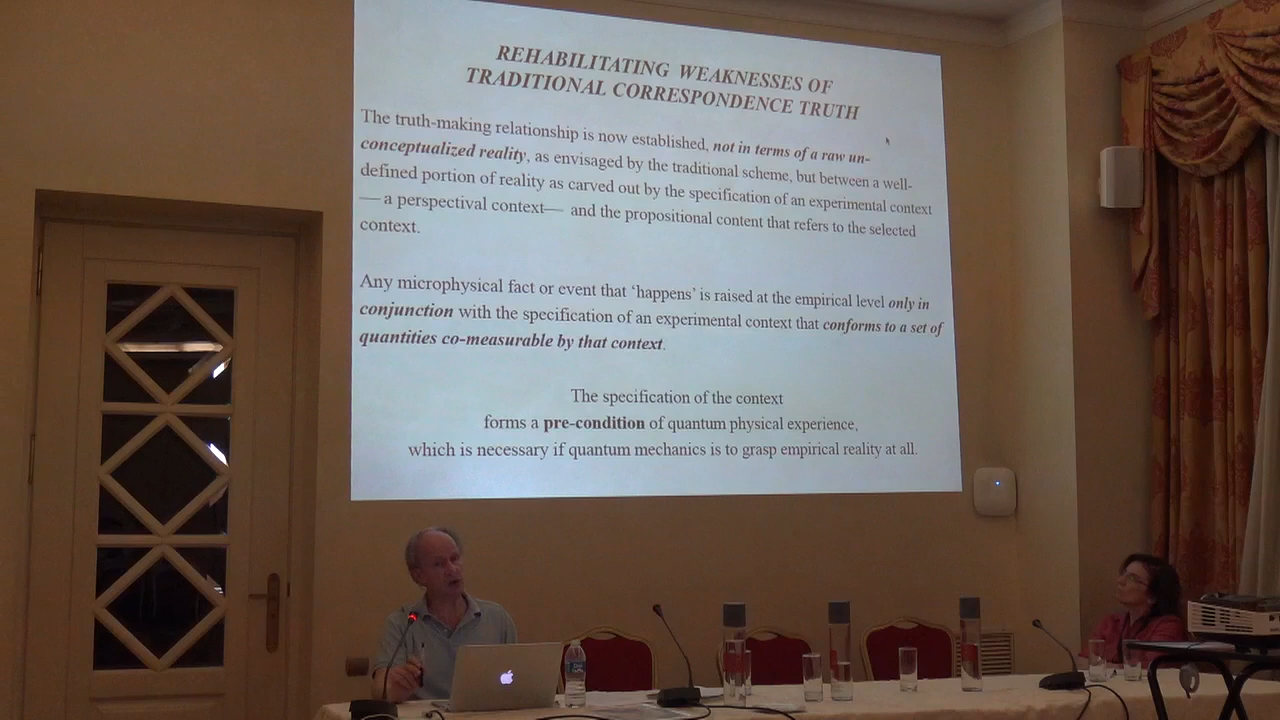 REHABILITATING WEAKNESSES OF
TRADITIONAL CORRESPONDENCE TRUTH
The truth-making relationship is now established, not in terms of a raw un-
conceptualized reality, as envisaged by the traditional scheme, but between a well-
defined portion of reality as carved out by the specification of an experimental context
— a perspectival context— and the propositional content that refers to the selected
context.
Any microphysical fact or event that ‘happens’ is raised at the empirical level only in
conjunction with the specification of an experimental context that conforms to a set of
quantities co-measurable by that context.
The specification of the context
forms a pre-condition of quantum physical experience,
which is necessary if quantum mechanics is to grasp empirical reality at all.